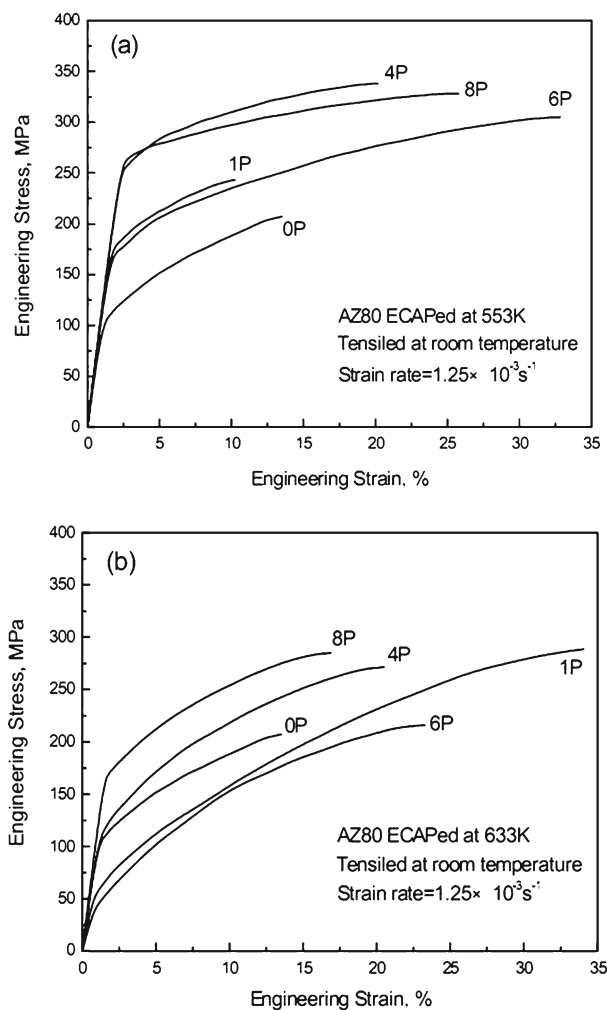 (a)
400
350
300
250
200
150
100
50
0
Engineering Stress, MPa
4P
8P
6P
1P
0P
AZ80 ECAPed at 553K
Tensiled at room temperature
Strain rate=1.25× 10⁻³s⁻¹
0 5 10 15 20 25 30 35
Engineering Strain, %
(b)
400
350
300
250
200
150
100
50
0
Engineering Stress, MPa
8P
4P
1P
0P
6P
AZ80 ECAPed at 633K
Tensiled at room temperature
Strain rate=1.25× 10⁻³s⁻¹
0 5 10 15 20 25 30 35
Engineering Strain, %